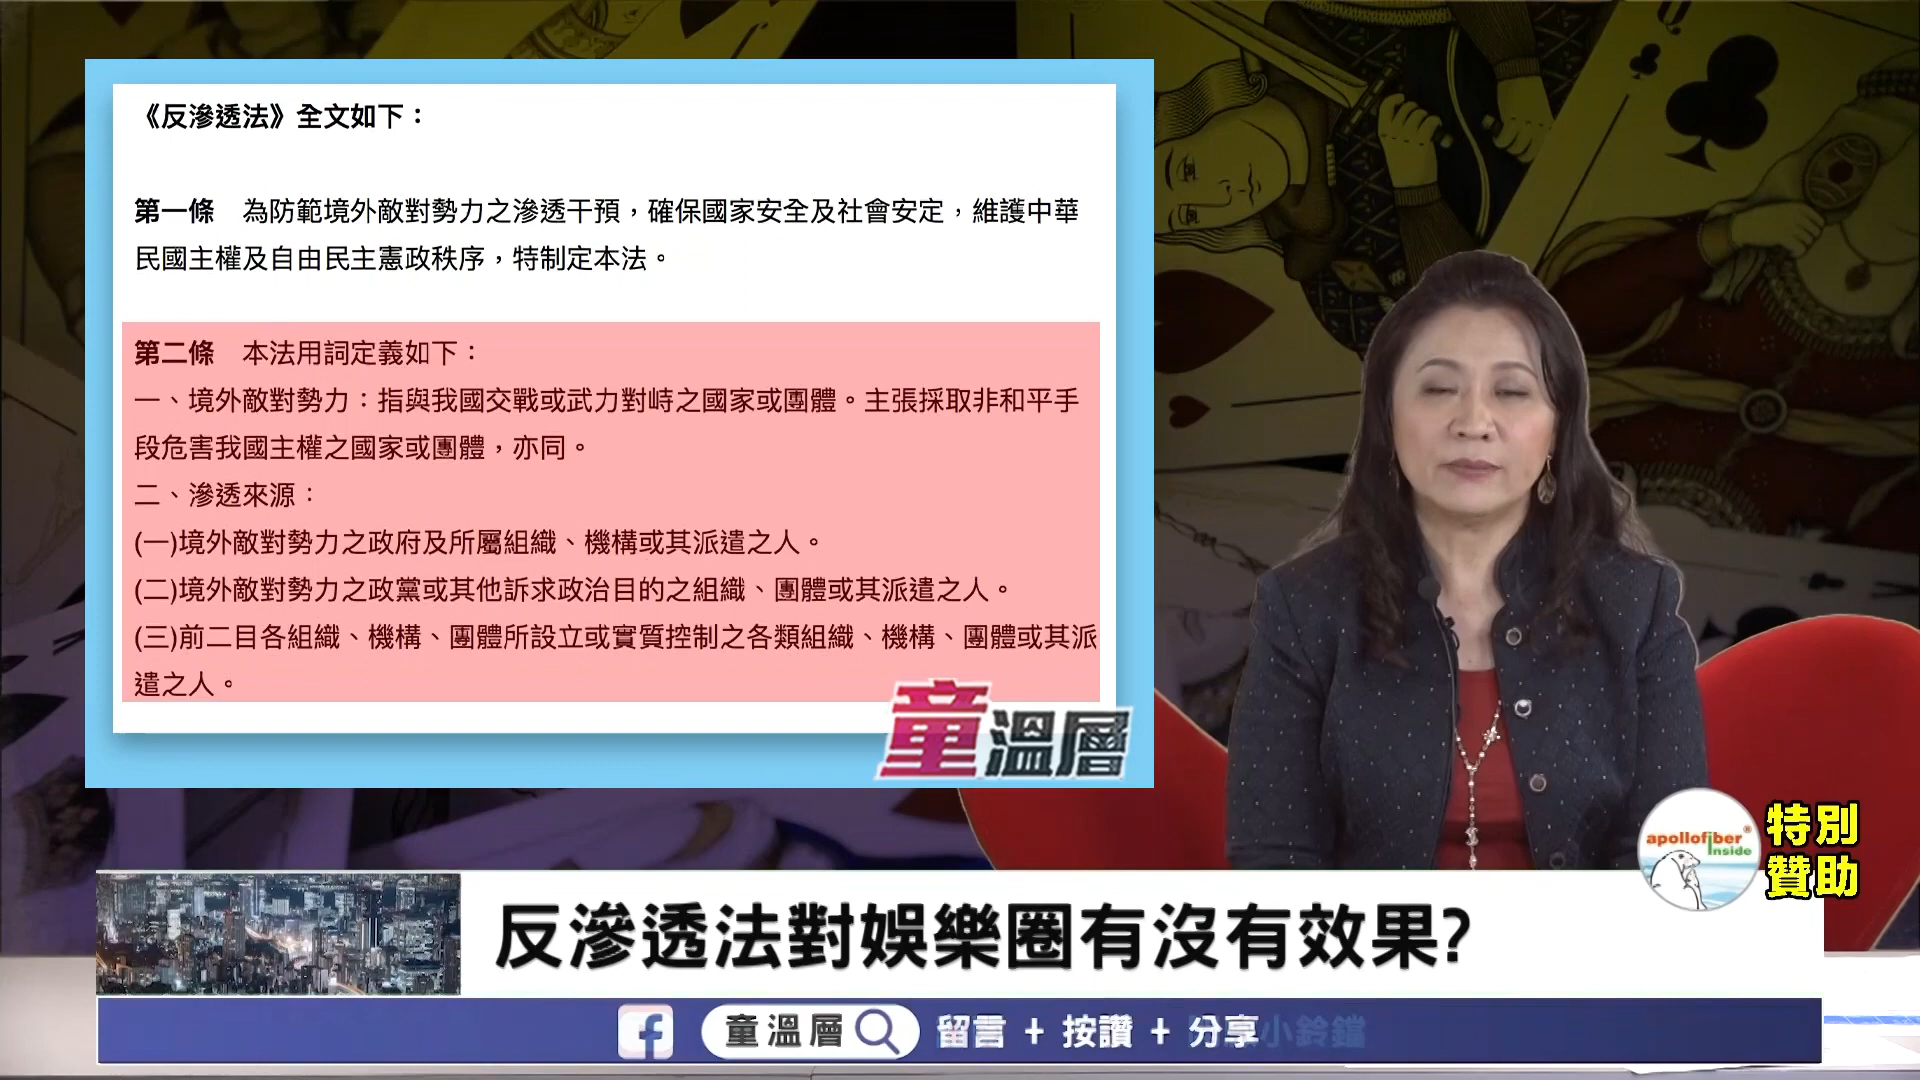 《反滲透法》全文如下：
第一條　為防範境外敵對勢力之滲透干預，確保國家安全及社會安定，維護中華
民國主權及自由民主憲政秩序，特制定本法。
第二條　本法用詞定義如下：
一、境外敵對勢力：指與我國交戰或武力對峙之國家或團體。主張採取非和平手
段危害我國主權之國家或團體，亦同。
二、滲透來源：
(一)境外敵對勢力之政府及所屬組織、機構或其派遣之人。
(二)境外敵對勢力之政黨或其他訴求政治目的之組織、團體或其派遣之人。
(三)前二目各組織、機構、團體所設立或實質控制之各類組織、機構、團體或其派
遣之人。
童溫層
apollofiber®
inside
特別
贊助
反滲透法對娛樂圈有沒有效果?
童溫層
留言 + 按讚 + 分享
小鈴鐺